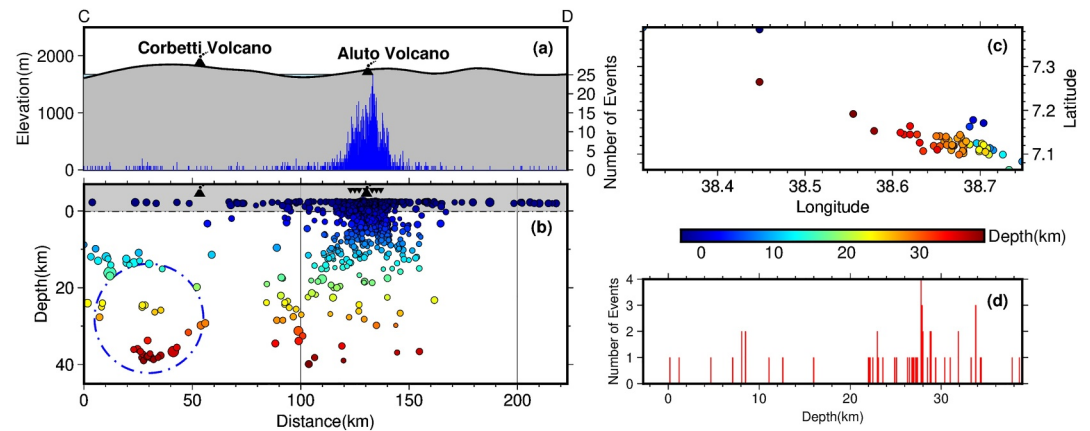 C
D
Corbetti Volcano
Aluto Volcano
(a)
Elevation(m)
2000
1000
0
25
20
15
10
5
0
Number of Events
(b)
Depth(km)
0
20
40
0
50
100
150
200
Distance(km)
(c)
7.3
7.2
7.1
Latitude
38.4
38.5
38.6
38.7
Longitude
Depth(km)
0
10
20
30
(d)
Number of Events
4
3
2
1
0
0
10
20
30
Depth(km)